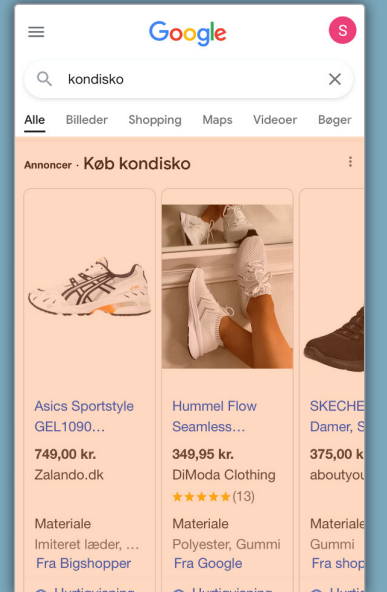 Google
S
kondisko
Alle Billeder Shopping Maps Videoer Bøger
Annoncer · Køb kondisko
Asics Sportstyle
GEL1090...
749,00 kr.
Zalando.dk
Materiale
Imiteret læder, ...
Fra Bigshopper
Hummel Flow
Seamless...
349,95 kr.
DiModa Clothing
(13)
Materiale
Polyester, Gummi
Fra Google
SKECHE
Damer, S
375,00 k
aboutyou
Materiale
Gummi
Fra shop